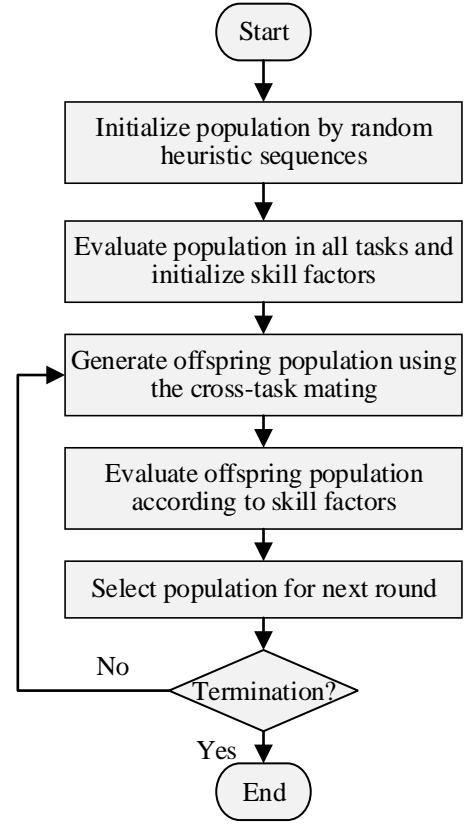 Start
Initialize population by random
heuristic sequences
Evaluate population in all tasks and
initialize skill factors
Generate offspring population using
the cross-task mating
Evaluate offspring population
according to skill factors
Select population for next round
No
Termination?
Yes
End